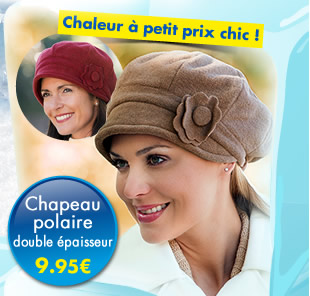 Chaleur à petit prix chic !
Chapeau
polaire
double épaisseur
9.95€